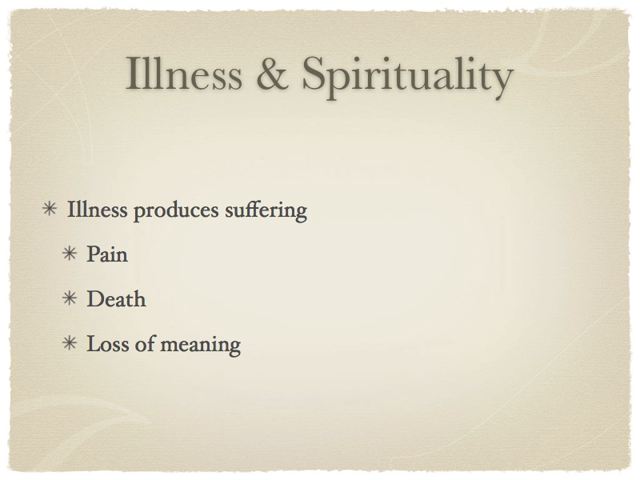 Illness & Spirituality
✴ Illness produces suffering
✴ Pain
✴ Death
✴ Loss of meaning